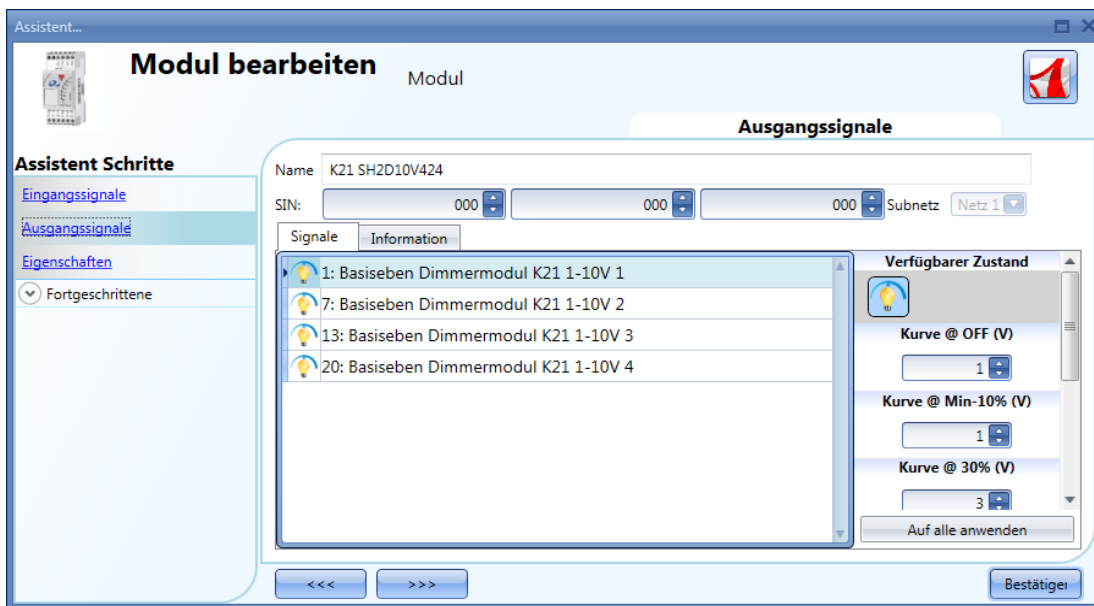 Assistent...
Modul bearbeiten
Modul
Ausgangssignale
Assistent Schritte
Eingangssignale
Ausgangssignale
Eigenschaften
Fortgeschrittene
Name K21 SH2D10V424
SIN: 000 000 000 Subnetz Netz 1
Signale Information
1: Basiseben Dimmermodul K21 1-10V 1
7: Basiseben Dimmermodul K21 1-10V 2
13: Basiseben Dimmermodul K21 1-10V 3
20: Basiseben Dimmermodul K21 1-10V 4
Verfügbarer Zustand
Kurve @ OFF (V)
1
Kurve @ Min-10% (V)
1
Kurve @ 30% (V)
3
Auf alle anwenden
<<< >>> Bestätiger